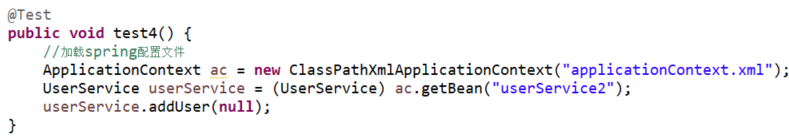 @Test
public void test4() {
//加载spring配置文件
ApplicationContext ac = new ClassPathXmlApplicationContext("applicationContext.xml");
UserService userService = (UserService) ac.getBean("userService2");
userService.addUser(null);
}